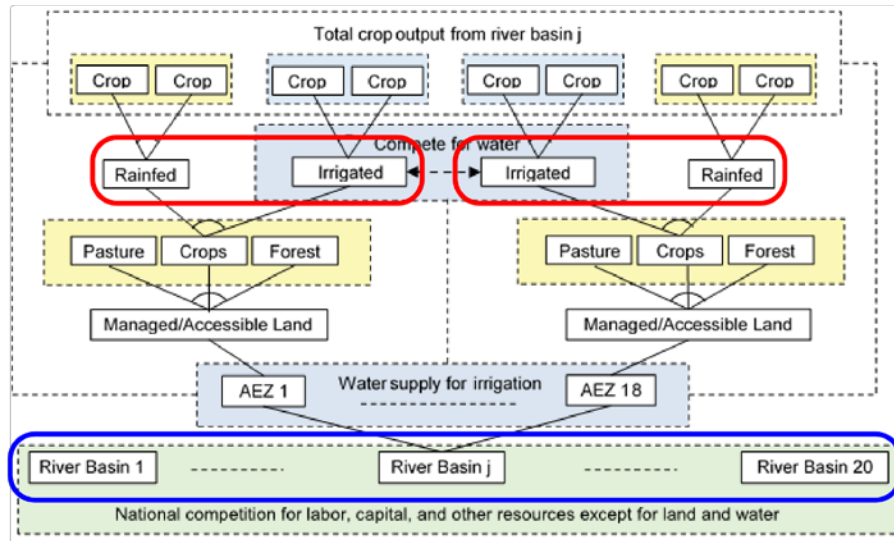 Total crop output from river basin j
Crop Crop Crop Crop Crop Crop Crop Crop
Compete for water
Rainfed Irrigated Irrigated Rainfed
Pasture Crops Forest Pasture Crops Forest
Managed/Accessible Land Managed/Accessible Land
Water supply for irrigation
AEZ 1 AEZ 18
River Basin 1 River Basin j River Basin 20
National competition for labor, capital, and other resources except for land and water